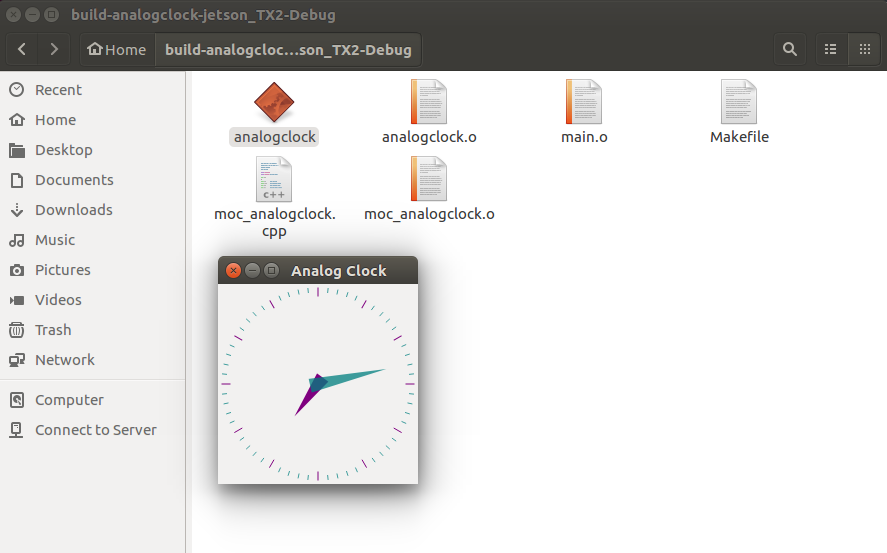 build-analogclock-jetson_TX2-Debug
Home
build-analogcloc...son_TX2-Debug
Recent
Home
Desktop
Documents
Downloads
Music
Pictures
Videos
Trash
Network
Computer
Connect to Server
analogclock
analogclock.o
main.o
Makefile
c++
moc_analogclock.
cpp
moc_analogclock.o
Analog Clock